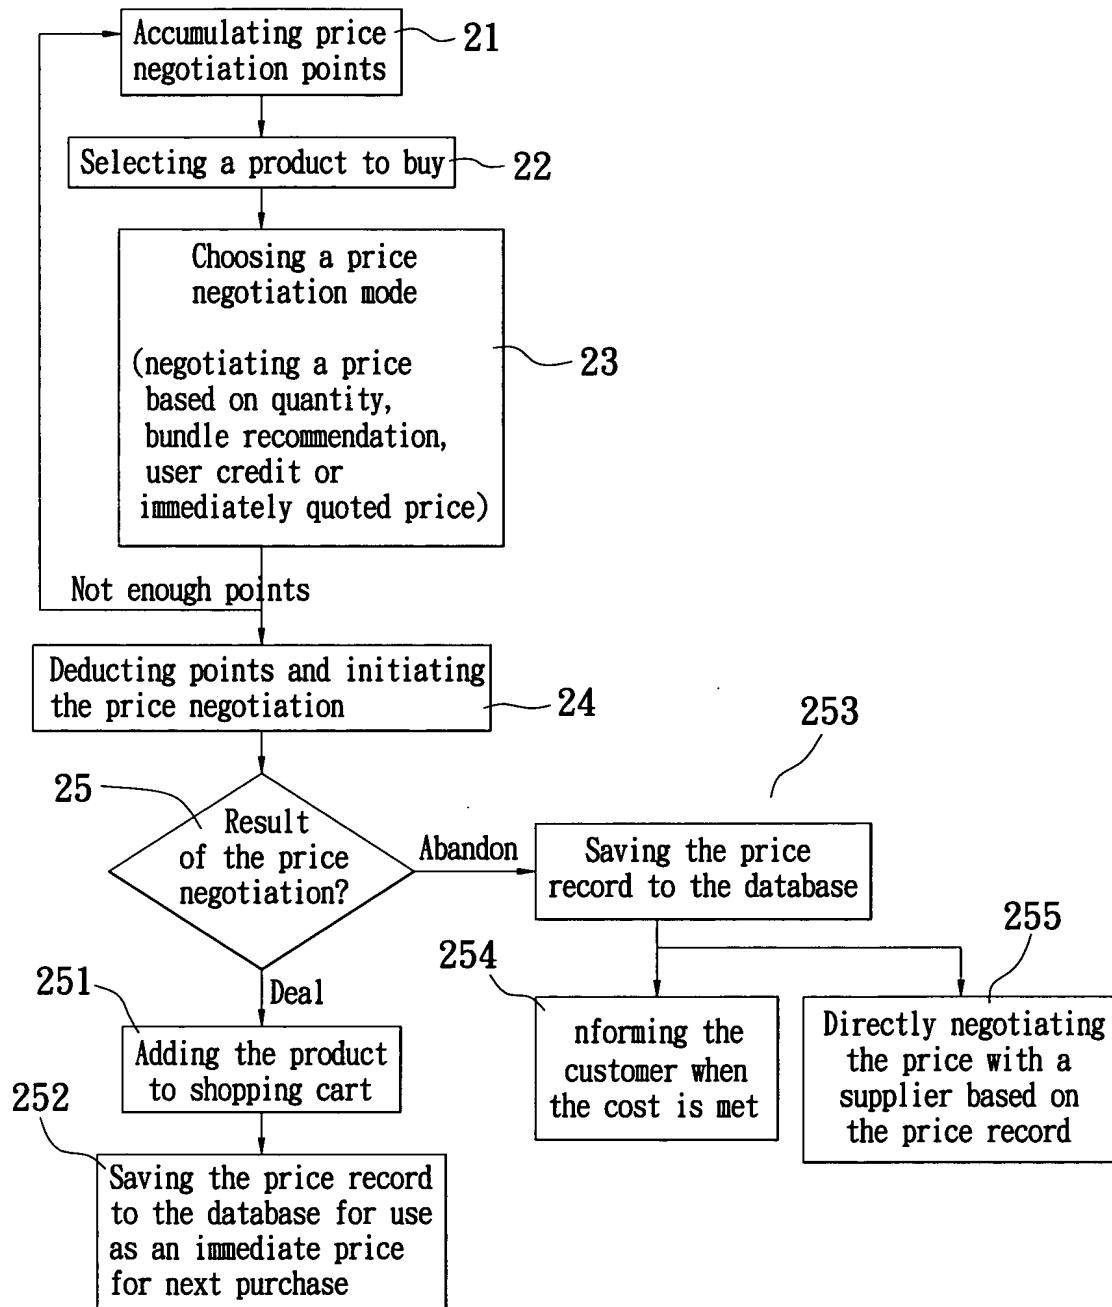 Accumulating price
negotiation points
21
Selecting a product to buy
22
Choosing a price
negotiation mode
(negotiating a price
based on quantity,
bundle recommendation,
user credit or
immediately quoted price)
23
Not enough points
Deducting points and initiating
the price negotiation
24
25
Result
of the price
negotiation?
Abandon
253
Saving the price
record to the database
254
nforming the
customer when
the cost is met
255
Directly negotiating
the price with a
supplier based on
the price record
Deal
251
Adding the product
to shopping cart
252
Saving the price record
to the database for use
as an immediate price
for next purchase